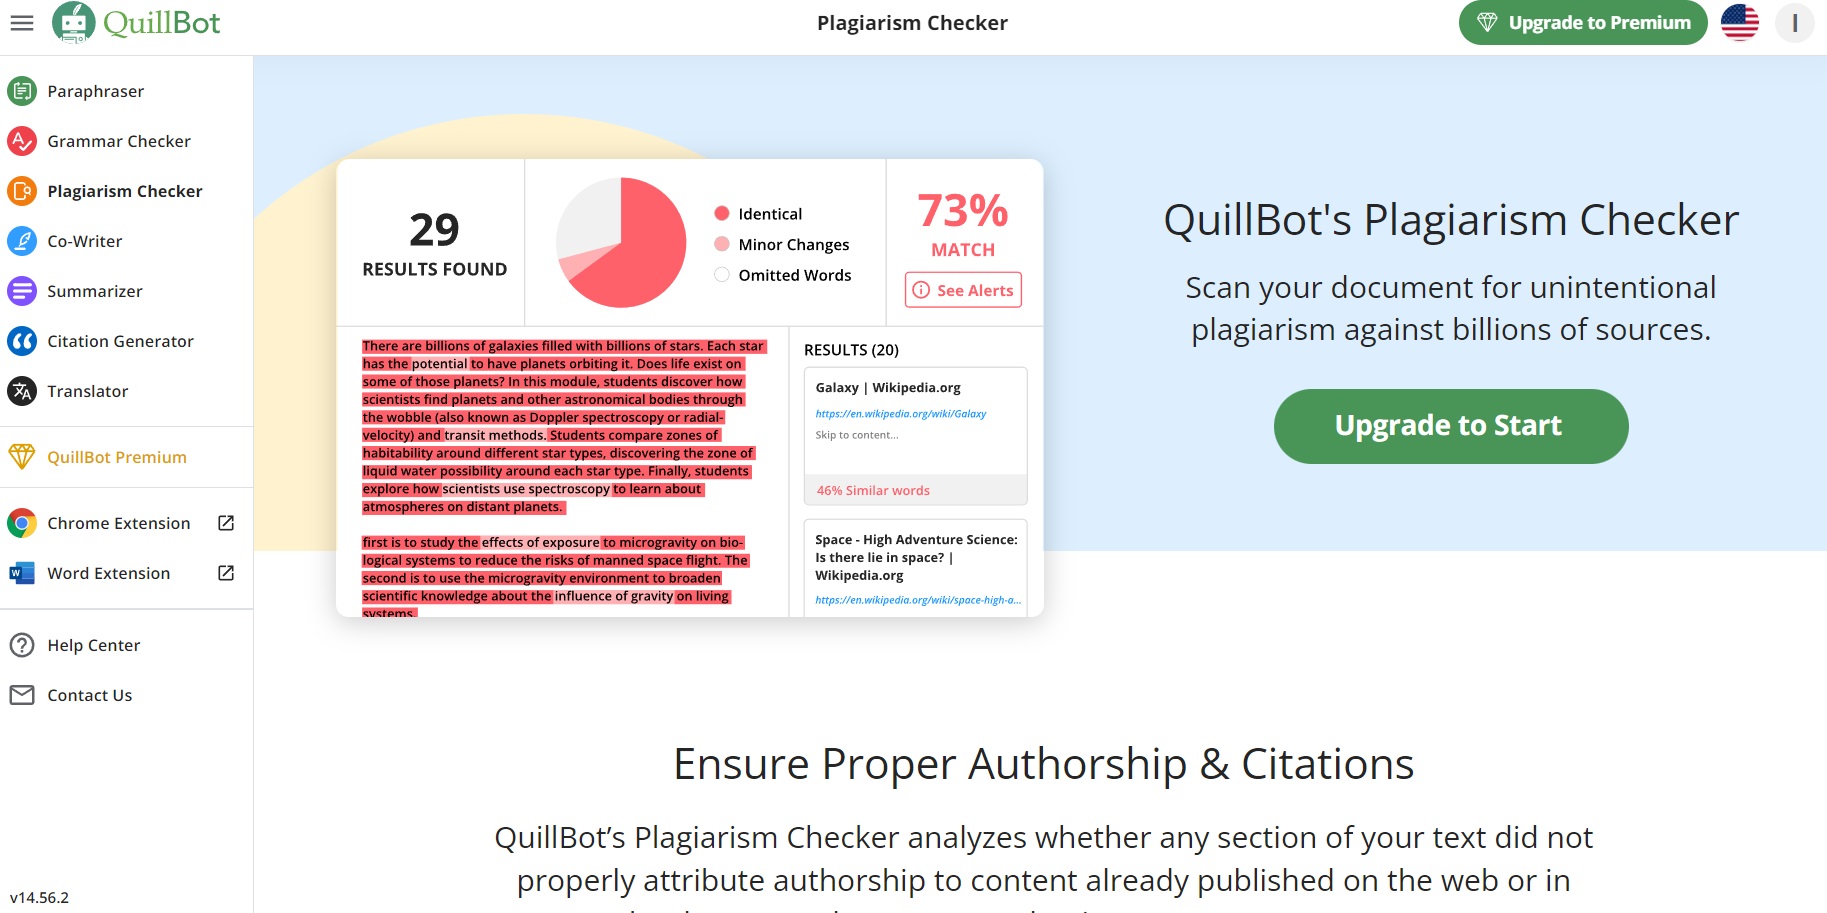 QuillBot
Plagiarism Checker
Upgrade to Premium
I
Paraphraser
Grammar Checker
Plagiarism Checker
Co-Writer
Summarizer
Citation Generator
Translator
QuillBot Premium
Chrome Extension
Word Extension
Help Center
Contact Us
v14.56.2
29
RESULTS FOUND
Identical
Minor Changes
Omitted Words
73%
MATCH
See Alerts
There are billions of galaxies filled with billions of stars. Each star
has the potential to have planets orbiting it. Does life exist on
some of those planets? In this module, students discover how
scientists find planets and other astronomical bodies through
the wobble (also known as Doppler spectroscopy or radial-
velocity) and transit methods. Students compare zones of
habitability around different star types, discovering the zone of
liquid water possibility around each star type. Finally, students
explore how scientists use spectroscopy to learn about
atmospheres on distant planets.
first is to study the effects of exposure to microgravity on bio-
logical systems to reduce the risks of manned space flight. The
second is to use the microgravity environment to broaden
scientific knowledge about the influence of gravity on living
systems.
RESULTS (20)
Galaxy | Wikipedia.org
https://en.wikipedia.org/wiki/Galaxy
Skip to content...
46% Similar words
Space - High Adventure Science:
Is there lie in space? |
Wikipedia.org
https://en.wikipedia.org/wiki/space-high-a...
QuillBot's Plagiarism Checker
Scan your document for unintentional
plagiarism against billions of sources.
Upgrade to Start
Ensure Proper Authorship & Citations
QuillBot’s Plagiarism Checker analyzes whether any section of your text did not
properly attribute authorship to content already published on the web or in